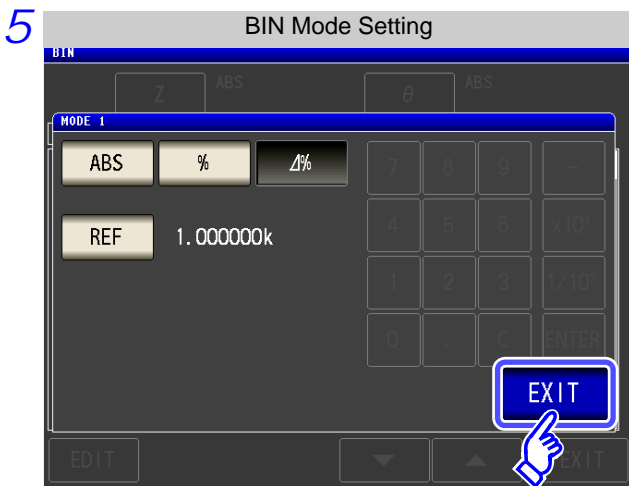 5 BIN Mode Setting
BIN
Z ABS θ ABS
MODE 1
ABS % Δ% 7 8 9 −
REF 1.000000k 4 5 6 x10³
1 2 3 1/10³
0 . C ENTER
EXIT
EDIT EXIT